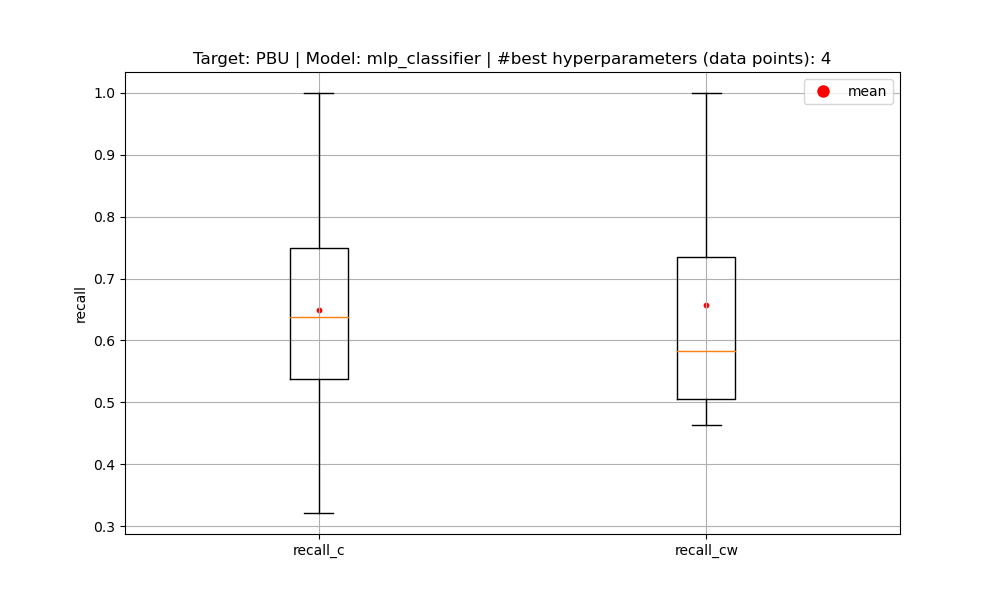 Target: PBU | Model: mlp_classifier | #best hyperparameters (data points): 4
mean
1.0
0.9
0.8
0.7
0.6
0.5
0.4
0.3
recall
recall_c
recall_cw